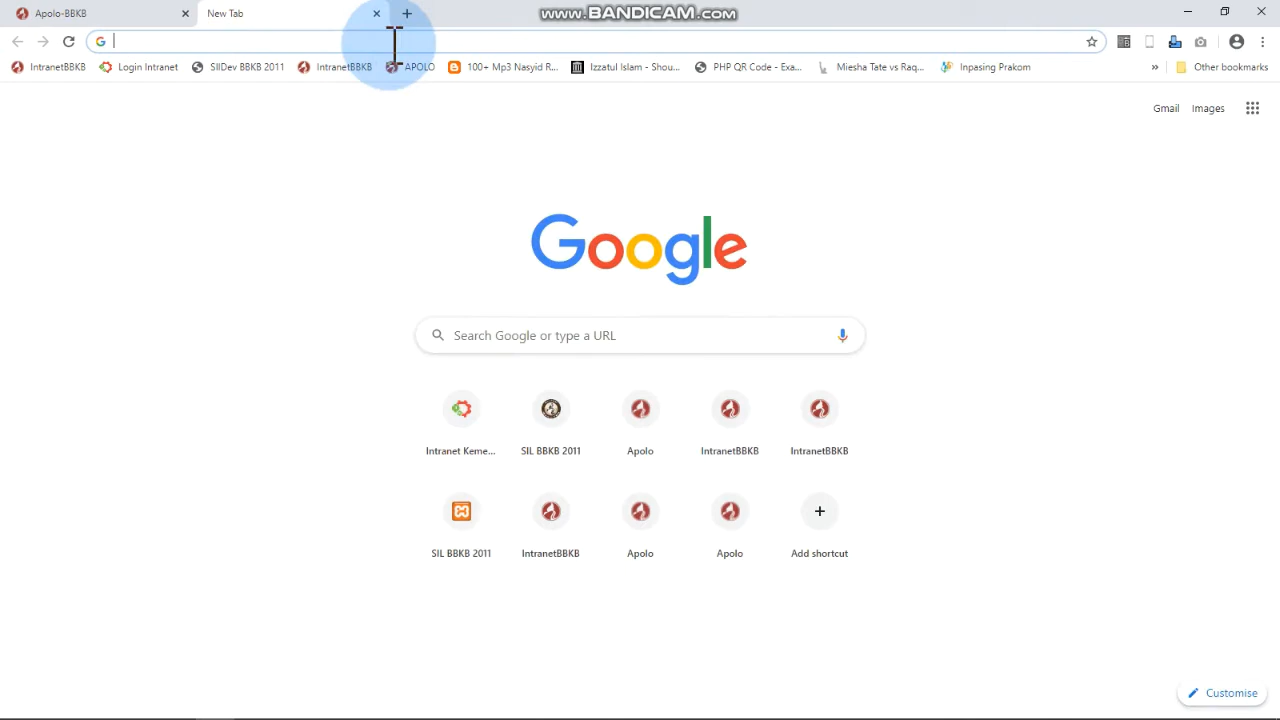 Apolo-BBKB
New Tab
www.BANDICAM.com
IntranetBBKB
Login Intranet
SIIDev BBKB 2011
IntranetBBKB
APOLO
100+ Mp3 Nasyid R...
Izzatul Islam - Shou...
PHP QR Code - Exa...
Miesha Tate vs Raq...
Inpasing Prakom
»
Other bookmarks
Gmail
Images
Google
Search Google or type a URL
Intranet Keme...
SIL BBKB 2011
Apolo
IntranetBBKB
IntranetBBKB
SIL BBKB 2011
IntranetBBKB
Apolo
Apolo
Add shortcut
Customise